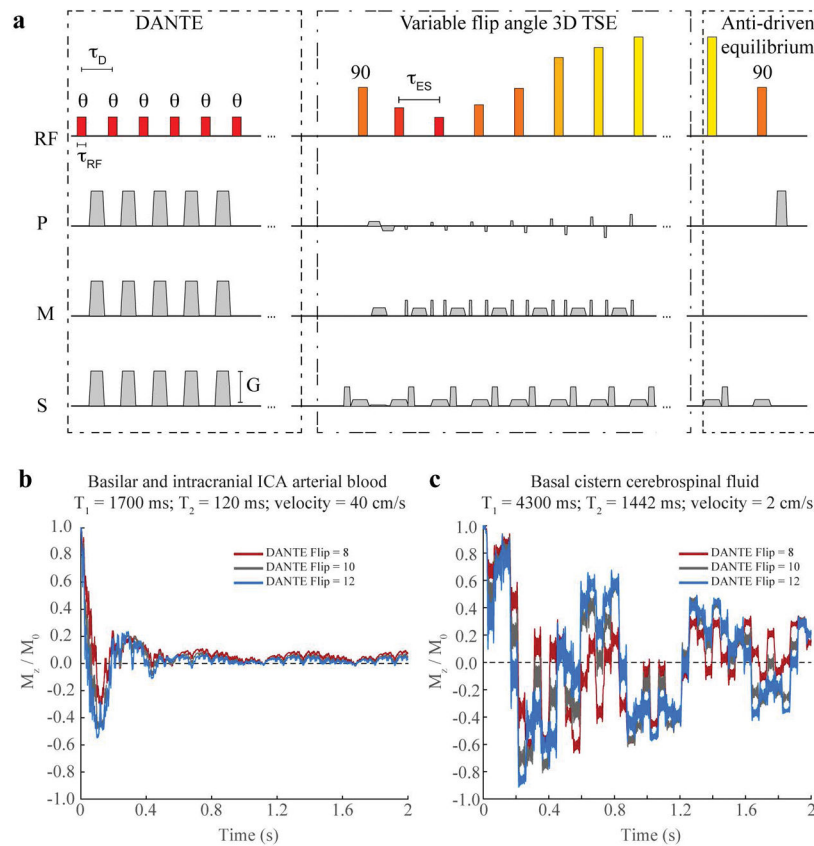 a
DANTE
Variable flip angle 3D TSE
Anti-driven
equilibrium
τD
θ θ θ θ θ θ
90
τES
90
RF
...
...
τRF
P
...
...
M
...
...
S
G
...
...
b
Basilar and intracranial ICA arterial blood
T1 = 1700 ms; T2 = 120 ms; velocity = 40 cm/s
1.0
0.8
0.6
0.4
0.2
0.0
-0.2
-0.4
-0.6
-0.8
-1.0
Mz / M0
DANTE Flip = 8
DANTE Flip = 10
DANTE Flip = 12
0 0.4 0.8 1.2 1.6 2
Time (s)
c
Basal cistern cerebrospinal fluid
T1 = 4300 ms; T2 = 1442 ms; velocity = 2 cm/s
1.0
0.8
0.6
0.4
0.2
0.0
-0.2
-0.4
-0.6
-0.8
-1.0
Mz / M0
DANTE Flip = 8
DANTE Flip = 10
DANTE Flip = 12
0 0.4 0.8 1.2 1.6 2
Time (s)